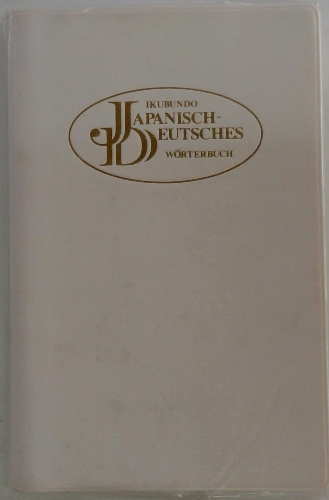 IKUBUNDO
JAPANISCH-
DEUTSCHES
WÖRTERBUCH